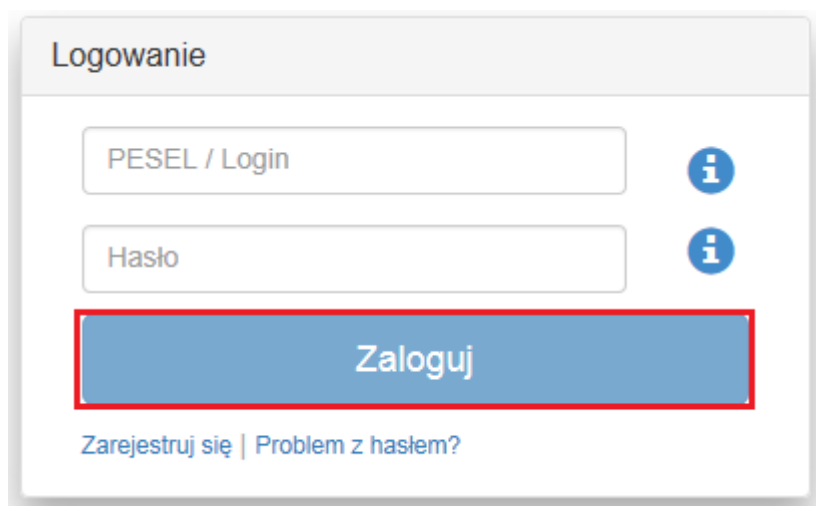 Logowanie
PESEL / Login
Hasło
Zaloguj
Zarejestruj się | Problem z hasłem?